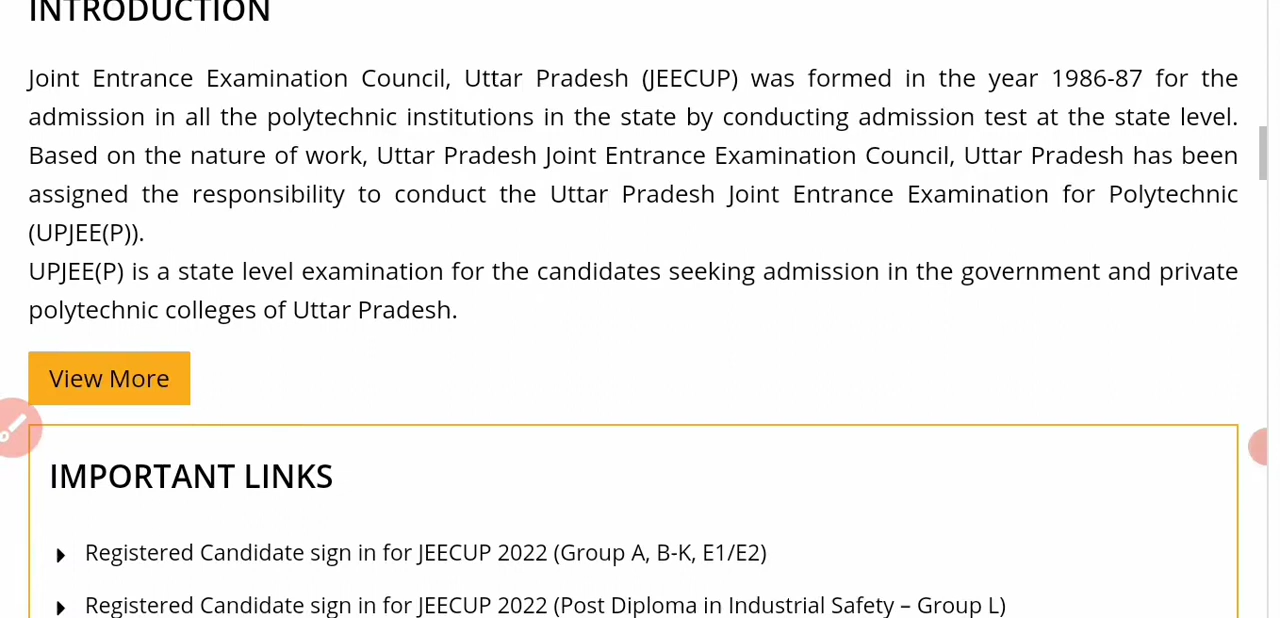 INTRODUCTION
Joint Entrance Examination Council, Uttar Pradesh (JEECUP) was formed in the year 1986-87 for the
admission in all the polytechnic institutions in the state by conducting admission test at the state level.
Based on the nature of work, Uttar Pradesh Joint Entrance Examination Council, Uttar Pradesh has been
assigned the responsibility to conduct the Uttar Pradesh Joint Entrance Examination for Polytechnic
(UPJEE(P)).
UPJEE(P) is a state level examination for the candidates seeking admission in the government and private
polytechnic colleges of Uttar Pradesh.
View More
IMPORTANT LINKS
Registered Candidate sign in for JEECUP 2022 (Group A, B-K, E1/E2)
Registered Candidate sign in for JEECUP 2022 (Post Diploma in Industrial Safety – Group L)